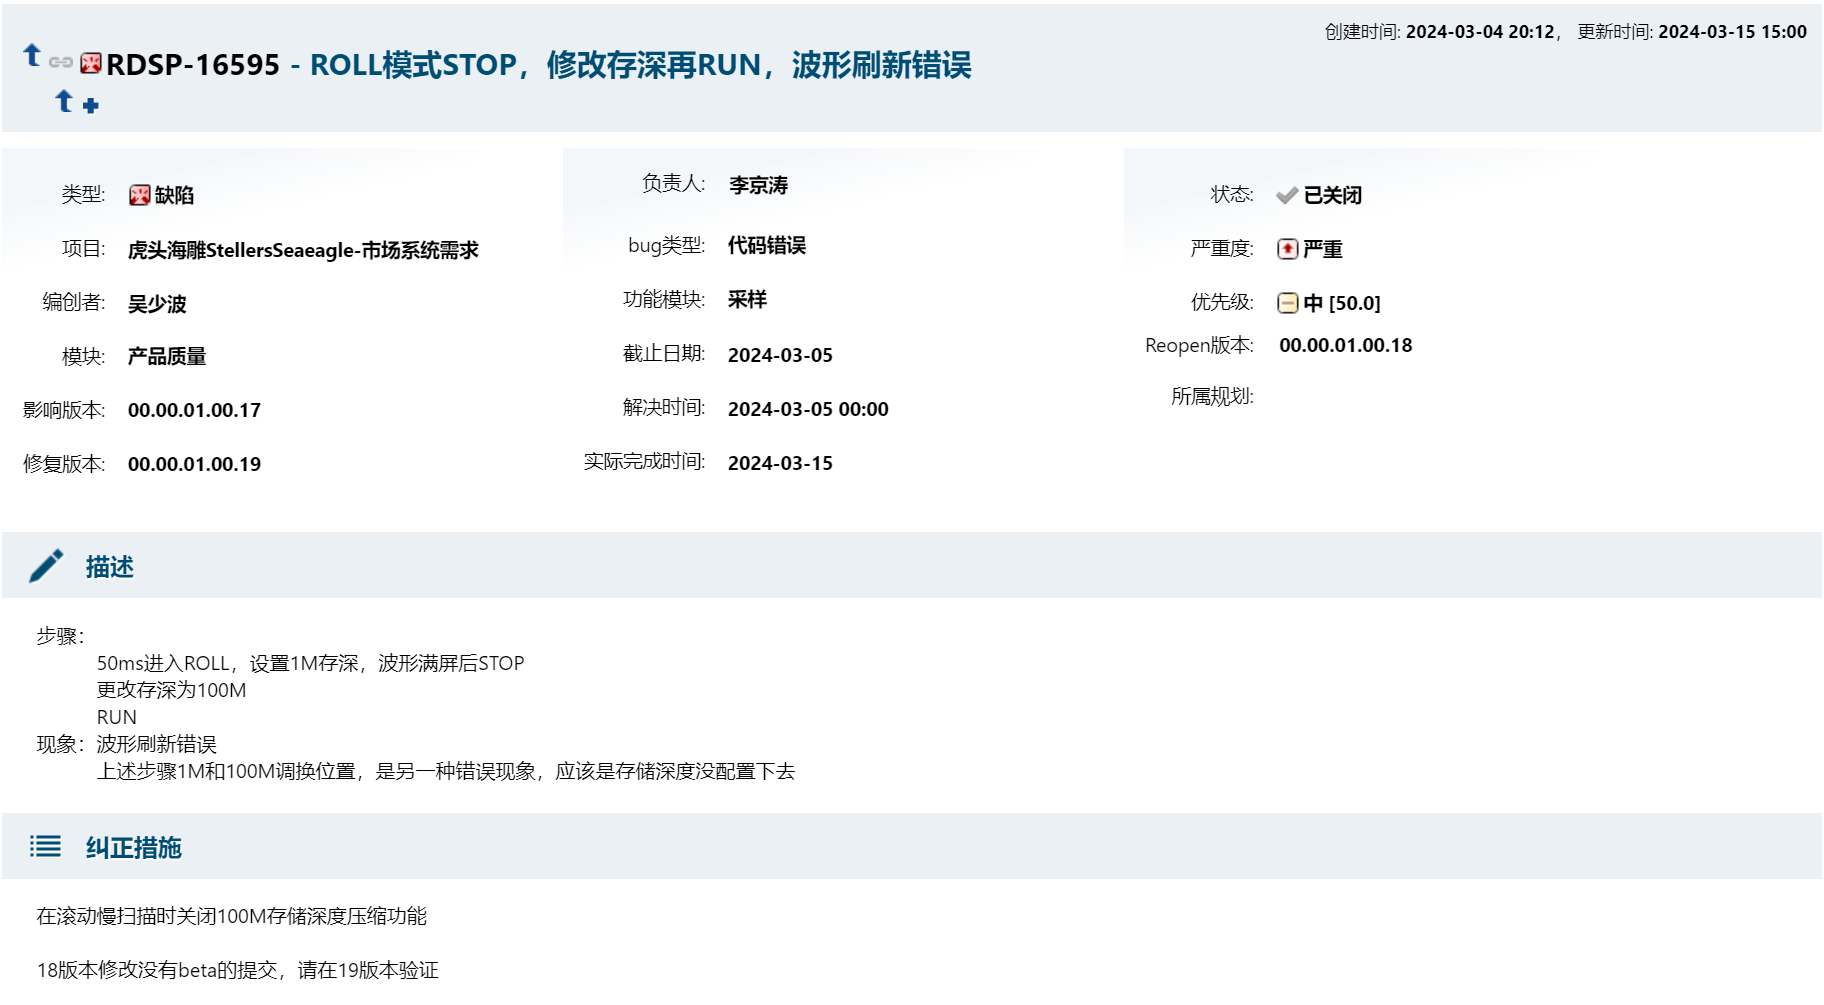 创建时间: 2024-03-04 20:12， 更新时间: 2024-03-15 15:00
RDSP-16595 - ROLL模式STOP，修改存深再RUN，波形刷新错误
类型: 缺陷
项目: 虎头海雕StellersSeaeagle-市场系统需求
编创者: 吴少波
模块: 产品质量
影响版本: 00.00.01.00.17
修复版本: 00.00.01.00.19
负责人: 李京涛
bug类型: 代码错误
功能模块: 采样
截止日期: 2024-03-05
解决时间: 2024-03-05 00:00
实际完成时间: 2024-03-15
状态: 已关闭
严重度: 严重
优先级: 中 [50.0]
Reopen版本: 00.00.01.00.18
所属规划:
描述
步骤：
50ms进入ROLL，设置1M存深，波形满屏后STOP
更改存深为100M
RUN
现象：波形刷新错误
上述步骤1M和100M调换位置，是另一种错误现象，应该是存储深度没配置下去
纠正措施
在滚动慢扫描时关闭100M存储深度压缩功能
18版本修改没有beta的提交，请在19版本验证